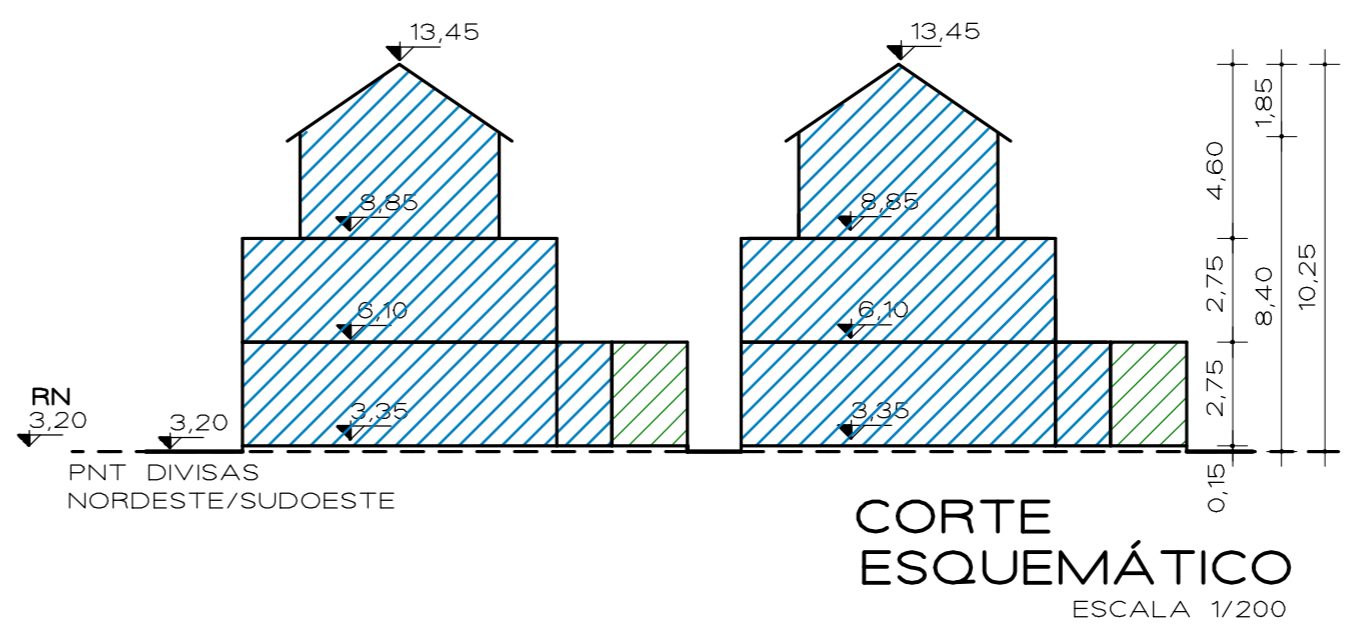 13,45
13,45
1,85
4,60
8,85
8,85
2,75
8,40
10,25
6,10
6,10
2,75
RN
3,20
3,20
3,35
3,35
PNT DIVISAS
NORDESTE/SUDOESTE
0,15
CORTE
ESQUEMÁTICO
ESCALA 1/200